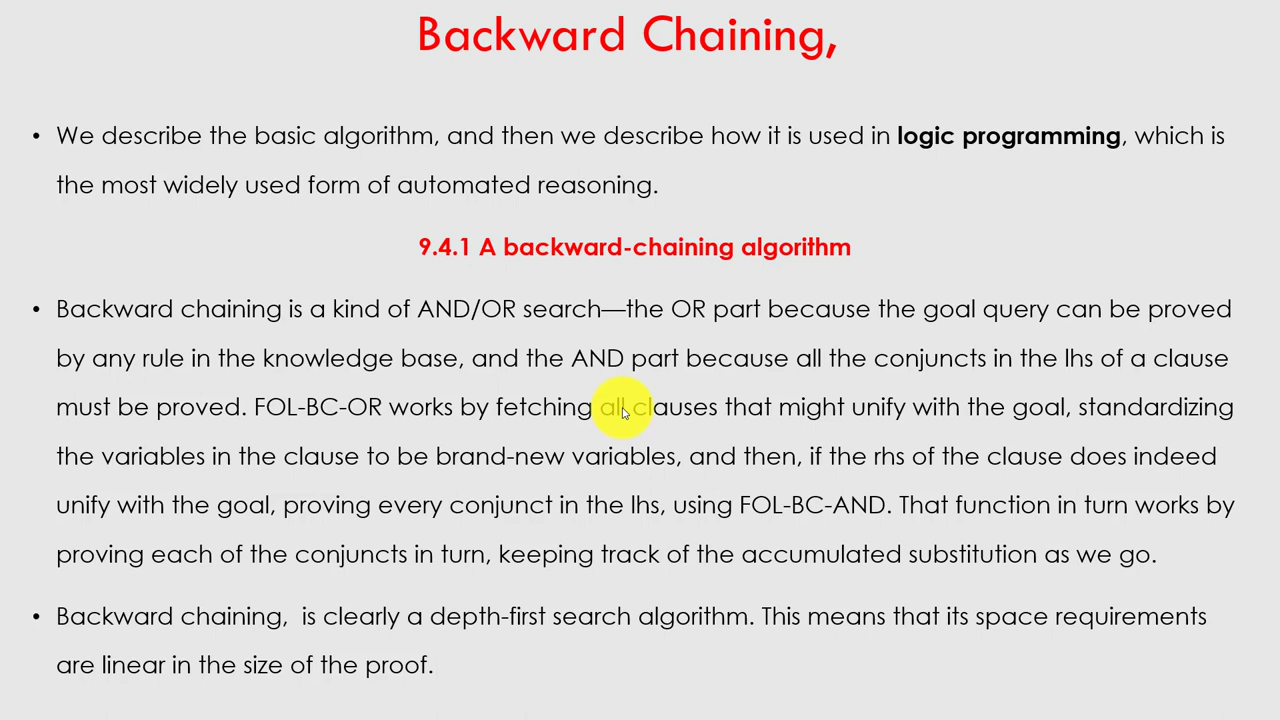 Backward Chaining,
• We describe the basic algorithm, and then we describe how it is used in logic programming, which is
the most widely used form of automated reasoning.
9.4.1 A backward-chaining algorithm
• Backward chaining is a kind of AND/OR search—the OR part because the goal query can be proved
by any rule in the knowledge base, and the AND part because all the conjuncts in the lhs of a clause
must be proved. FOL-BC-OR works by fetching all clauses that might unify with the goal, standardizing
the variables in the clause to be brand-new variables, and then, if the rhs of the clause does indeed
unify with the goal, proving every conjunct in the lhs, using FOL-BC-AND. That function in turn works by
proving each of the conjuncts in turn, keeping track of the accumulated substitution as we go.
• Backward chaining,  is clearly a depth-first search algorithm. This means that its space requirements
are linear in the size of the proof.